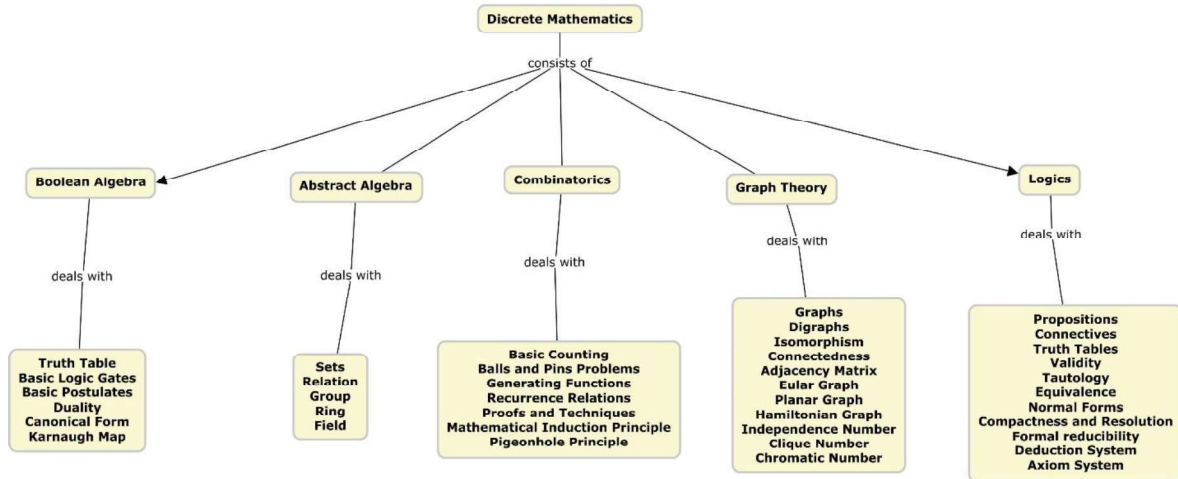 Discrete Mathematics
consists of
Boolean Algebra
Abstract Algebra
Combinatorics
Graph Theory
Logics
deals with
deals with
deals with
deals with
deals with
Truth Table
Basic Logic Gates
Basic Postulates
Duality
Canonical Form
Karnaugh Map
Sets
Relation
Group
Ring
Field
Basic Counting
Balls and Pins Problems
Generating Functions
Recurrence Relations
Proofs and Techniques
Mathematical Induction Principle
Pigeonhole Principle
Graphs
Digraphs
Isomorphism
Connectedness
Adjacency Matrix
Eular Graph
Planar Graph
Hamiltonian Graph
Independence Number
Clique Number
Chromatic Number
Propositions
Connectives
Truth Tables
Validity
Tautology
Equivalence
Normal Forms
Compactness and Resolution
Formal reducibility
Deduction System
Axiom System